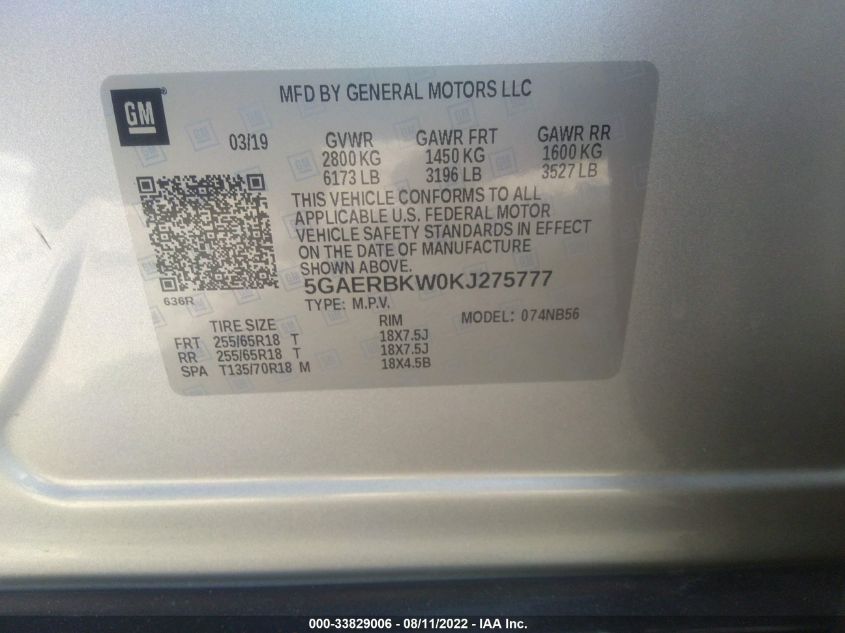 GM
MFD BY GENERAL MOTORS LLC
03/19
GVWR GAWR FRT GAWR RR
2800 KG 1450 KG 1600 KG
6173 LB 3196 LB 3527 LB
THIS VEHICLE CONFORMS TO ALL
APPLICABLE U.S. FEDERAL MOTOR
VEHICLE SAFETY STANDARDS IN EFFECT
ON THE DATE OF MANUFACTURE
SHOWN ABOVE.
636R
5GAERBKW0KJ275777
TYPE: M.P.V.
MODEL: 074NB56
TIRE SIZE RIM
FRT 255/65R18 T 18X7.5J
RR 255/65R18 T 18X7.5J
SPA T135/70R18 M 18X4.5B
000-33829006 - 08/11/2022 - IAA Inc.